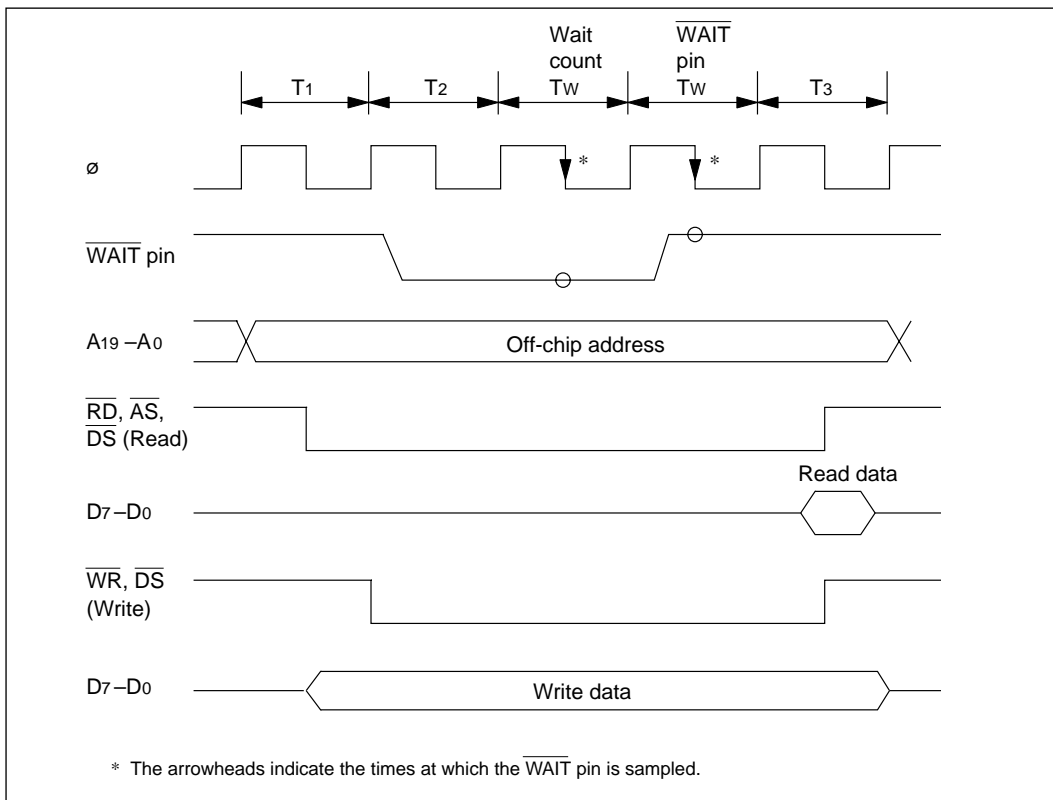 Wait count
WAIT pin
T1
T2
TW
TW
T3
ø
*
*
WAIT pin
A19–A0
Off-chip address
RD, AS,
DS (Read)
Read data
D7–D0
WR, DS
(Write)
D7–D0
Write data
* The arrowheads indicate the times at which the WAIT pin is sampled.